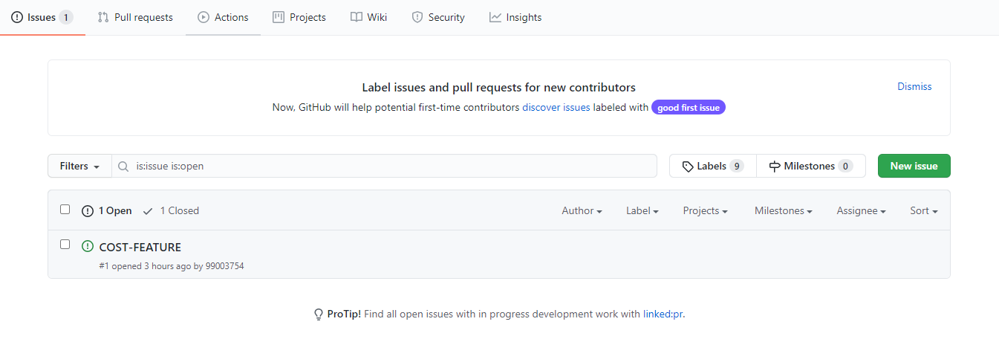 Issues 1 Pull requests Actions Projects Wiki Security Insights
Label issues and pull requests for new contributors
Dismiss
Now, GitHub will help potential first-time contributors discover issues labeled with good first issue
Filters is:issue is:open Labels 9 Milestones 0 New issue
1 Open 1 Closed Author Label Projects Milestones Assignee Sort
COST-FEATURE
#1 opened 3 hours ago by 99003754
ProTip! Find all open issues with in progress development work with linked:pr.